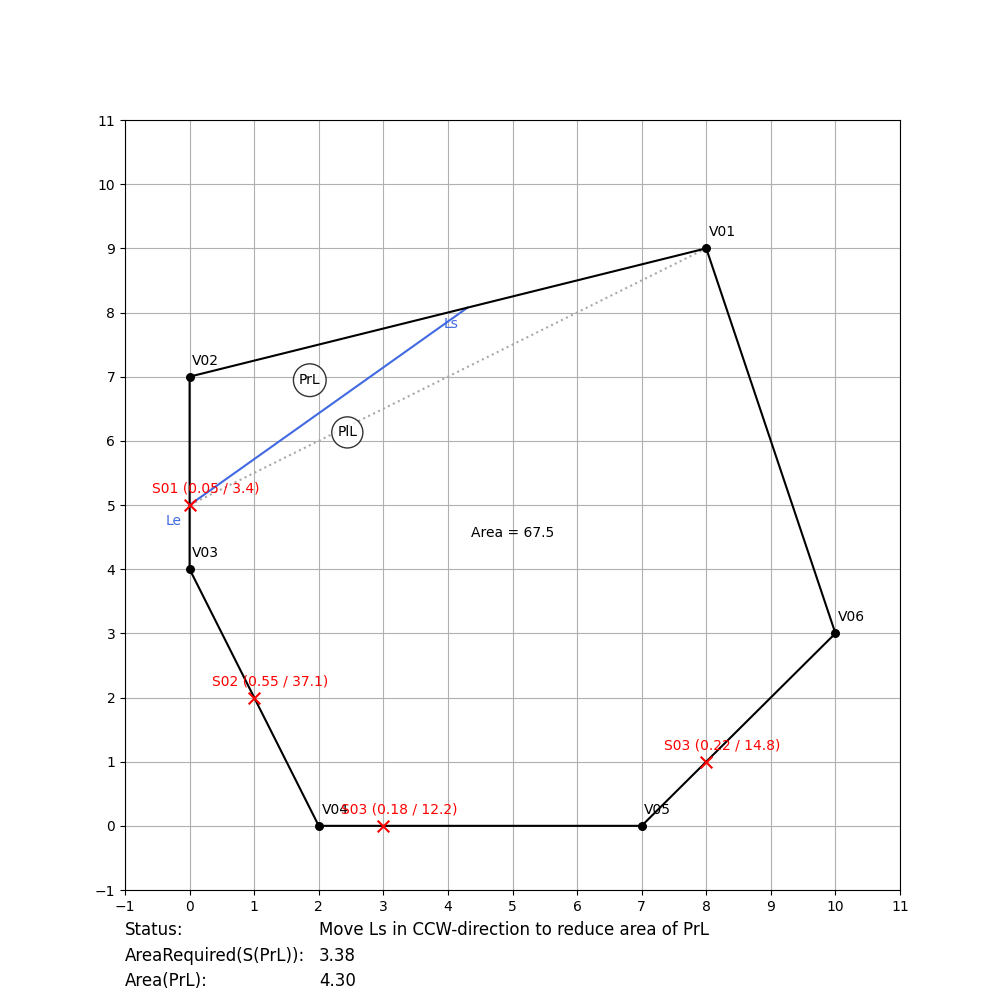 11
10
V01
9
8
Ls
V02
7
PrL
6
PlL
S01 (0.05 / 3.4)
5
Le
Area = 67.5
V03
4
V06
3
S02 (0.55 / 37.1)
2
S03 (0.22 / 14.8)
1
V04
S03 (0.18 / 12.2)
V05
0
−1
−1 0 1 2 3 4 5 6 7 8 9 10 11
Status: Move Ls in CCW-direction to reduce area of PrL
AreaRequired(S(PrL)): 3.38
Area(PrL): 4.30